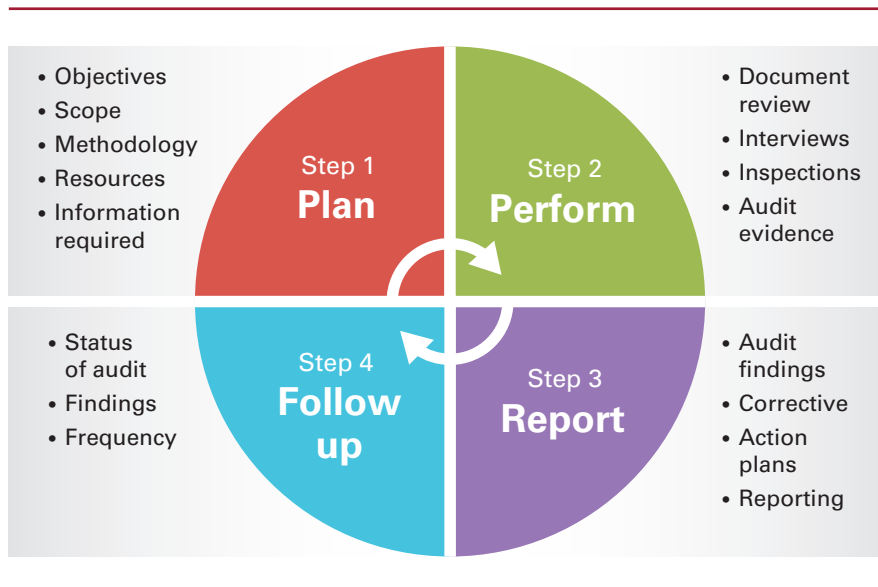 • Objectives
• Scope
• Methodology
• Resources
• Information
required
Step 1
Plan
Step 2
Perform
• Document
review
• Interviews
• Inspections
• Audit
evidence
• Status
of audit
• Findings
• Frequency
Step 4
Follow
up
Step 3
Report
• Audit
findings
• Corrective
• Action
plans
• Reporting